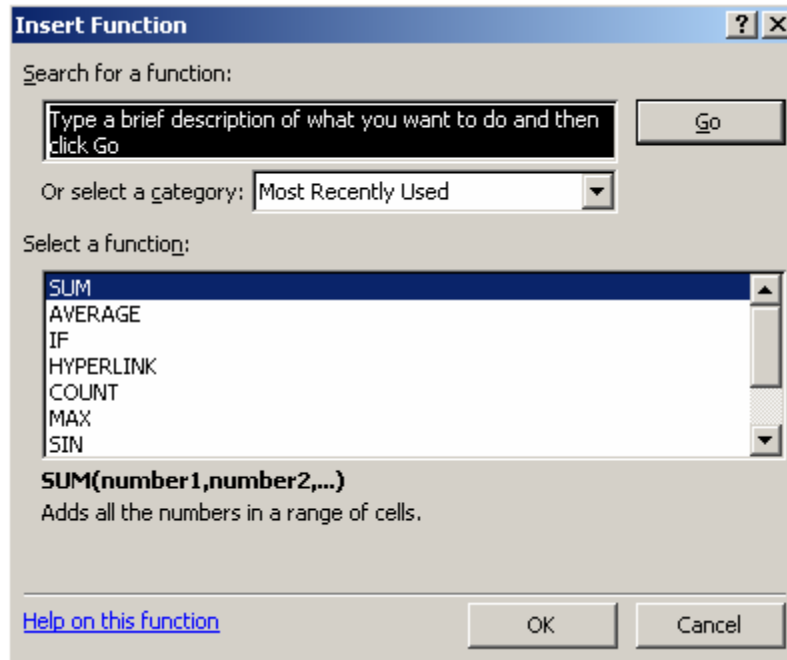 Insert Function
Search for a function:
Type a brief description of what you want to do and then
click Go
Go
Or select a category: Most Recently Used
Select a function:
SUM
AVERAGE
IF
HYPERLINK
COUNT
MAX
SIN
SUM(number1,number2,...)
Adds all the numbers in a range of cells.
Help on this function
OK
Cancel